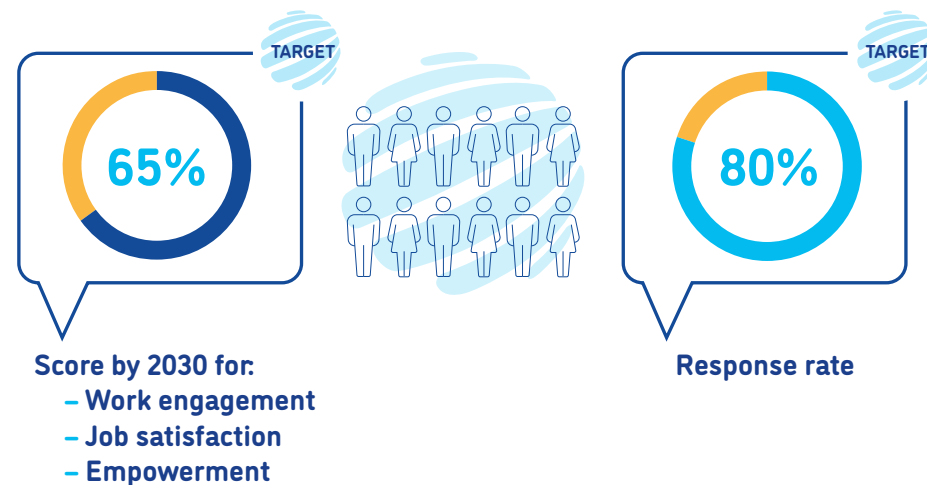 TARGET
65%
Score by 2030 for:
– Work engagement
– Job satisfaction
– Empowerment
TARGET
80%
Response rate